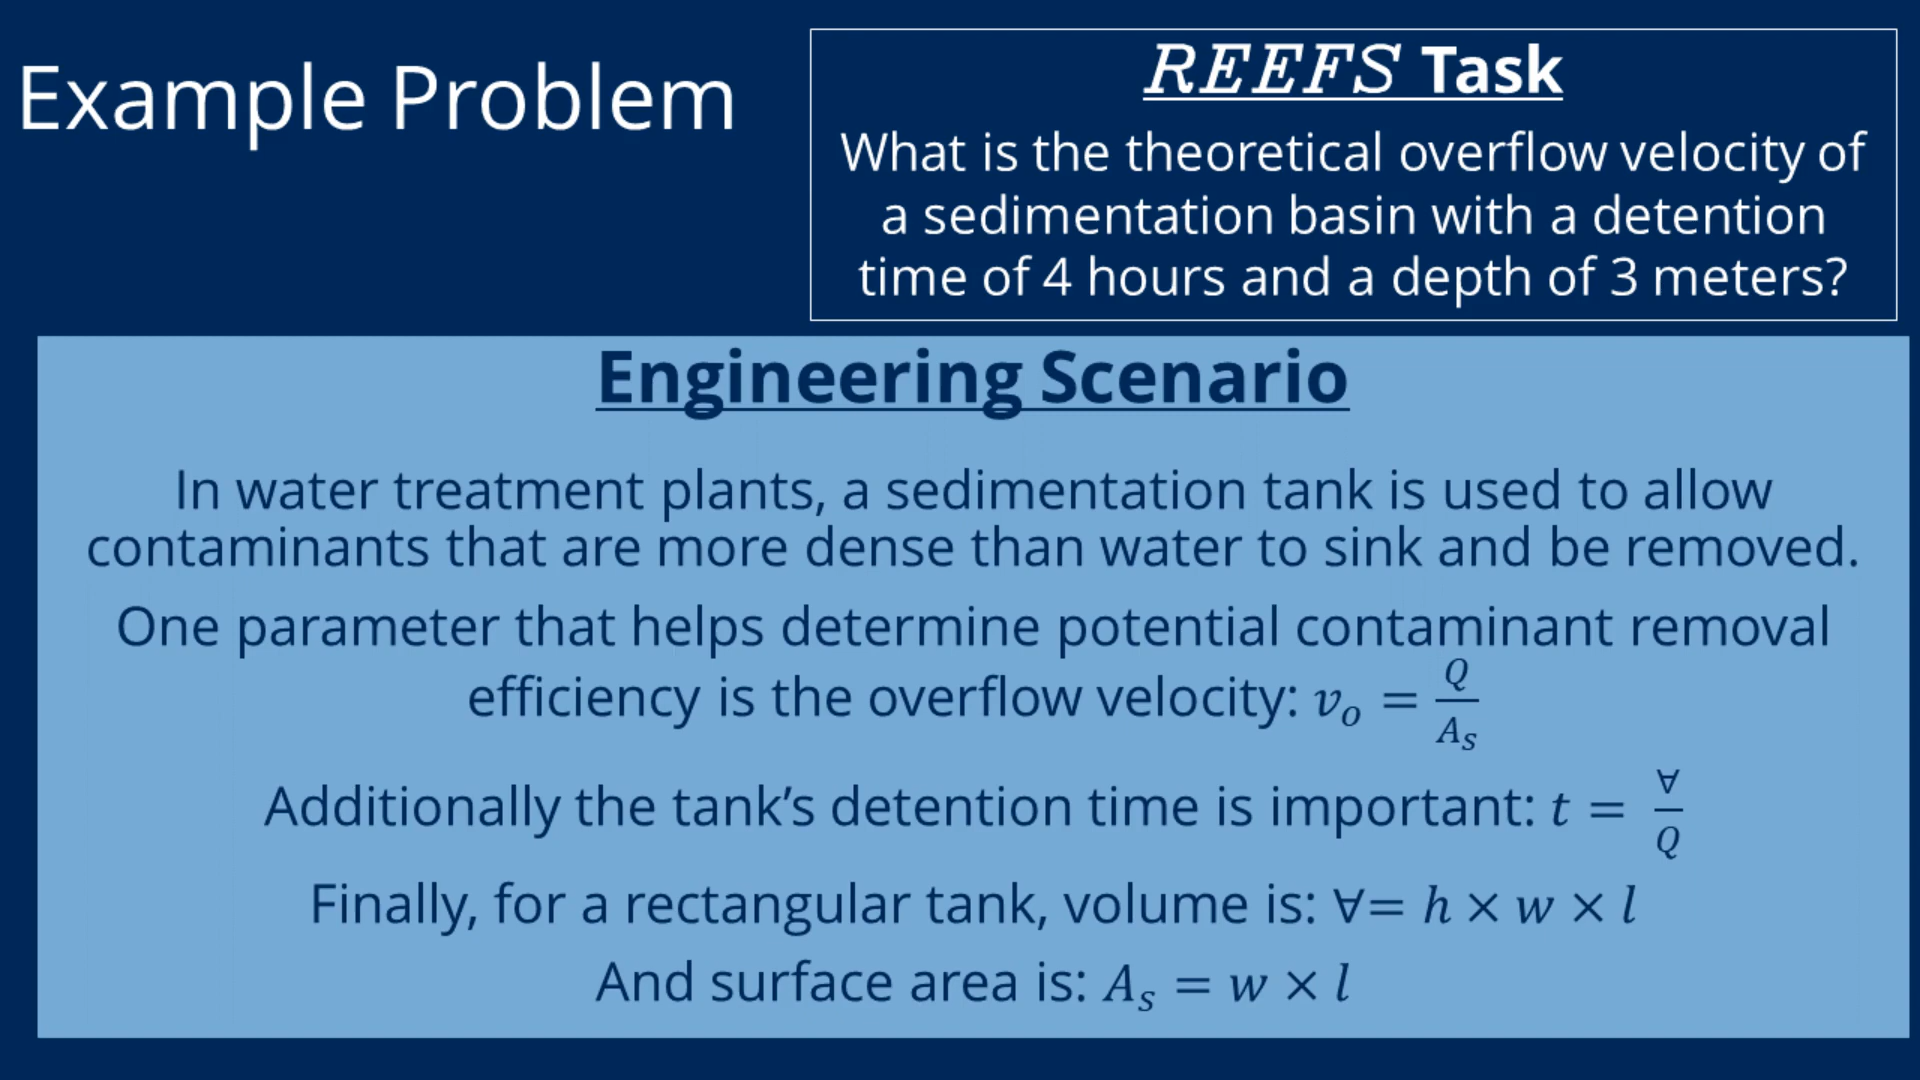 Example Problem
REEFS Task
What is the theoretical overflow velocity of
a sedimentation basin with a detention
time of 4 hours and a depth of 3 meters?
Engineering Scenario
In water treatment plants, a sedimentation tank is used to allow
contaminants that are more dense than water to sink and be removed.
One parameter that helps determine potential contaminant removal
efficiency is the overflow velocity: v_o = Q/A_s
Additionally the tank’s detention time is important: t = ∀/Q
Finally, for a rectangular tank, volume is: ∀= h × w × l
And surface area is: A_s = w × l